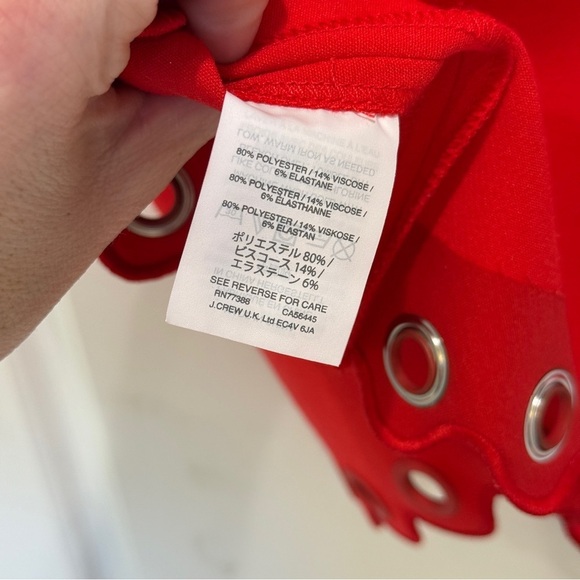 80% POLYESTER / 14% VISCOSE /
6% ELASTANE
80% POLYESTER / 14% VISCOSE /
6% ELASTHANNE
80% POLYESTER / 14% VISKOSE /
6% ELASTAN
ポリエステル 80% /
ビスコース 14% /
エラステーン 6%
SEE REVERSE FOR CARE
RN77388 CA56445
J.CREW U.K. Ltd EC4V 6JA